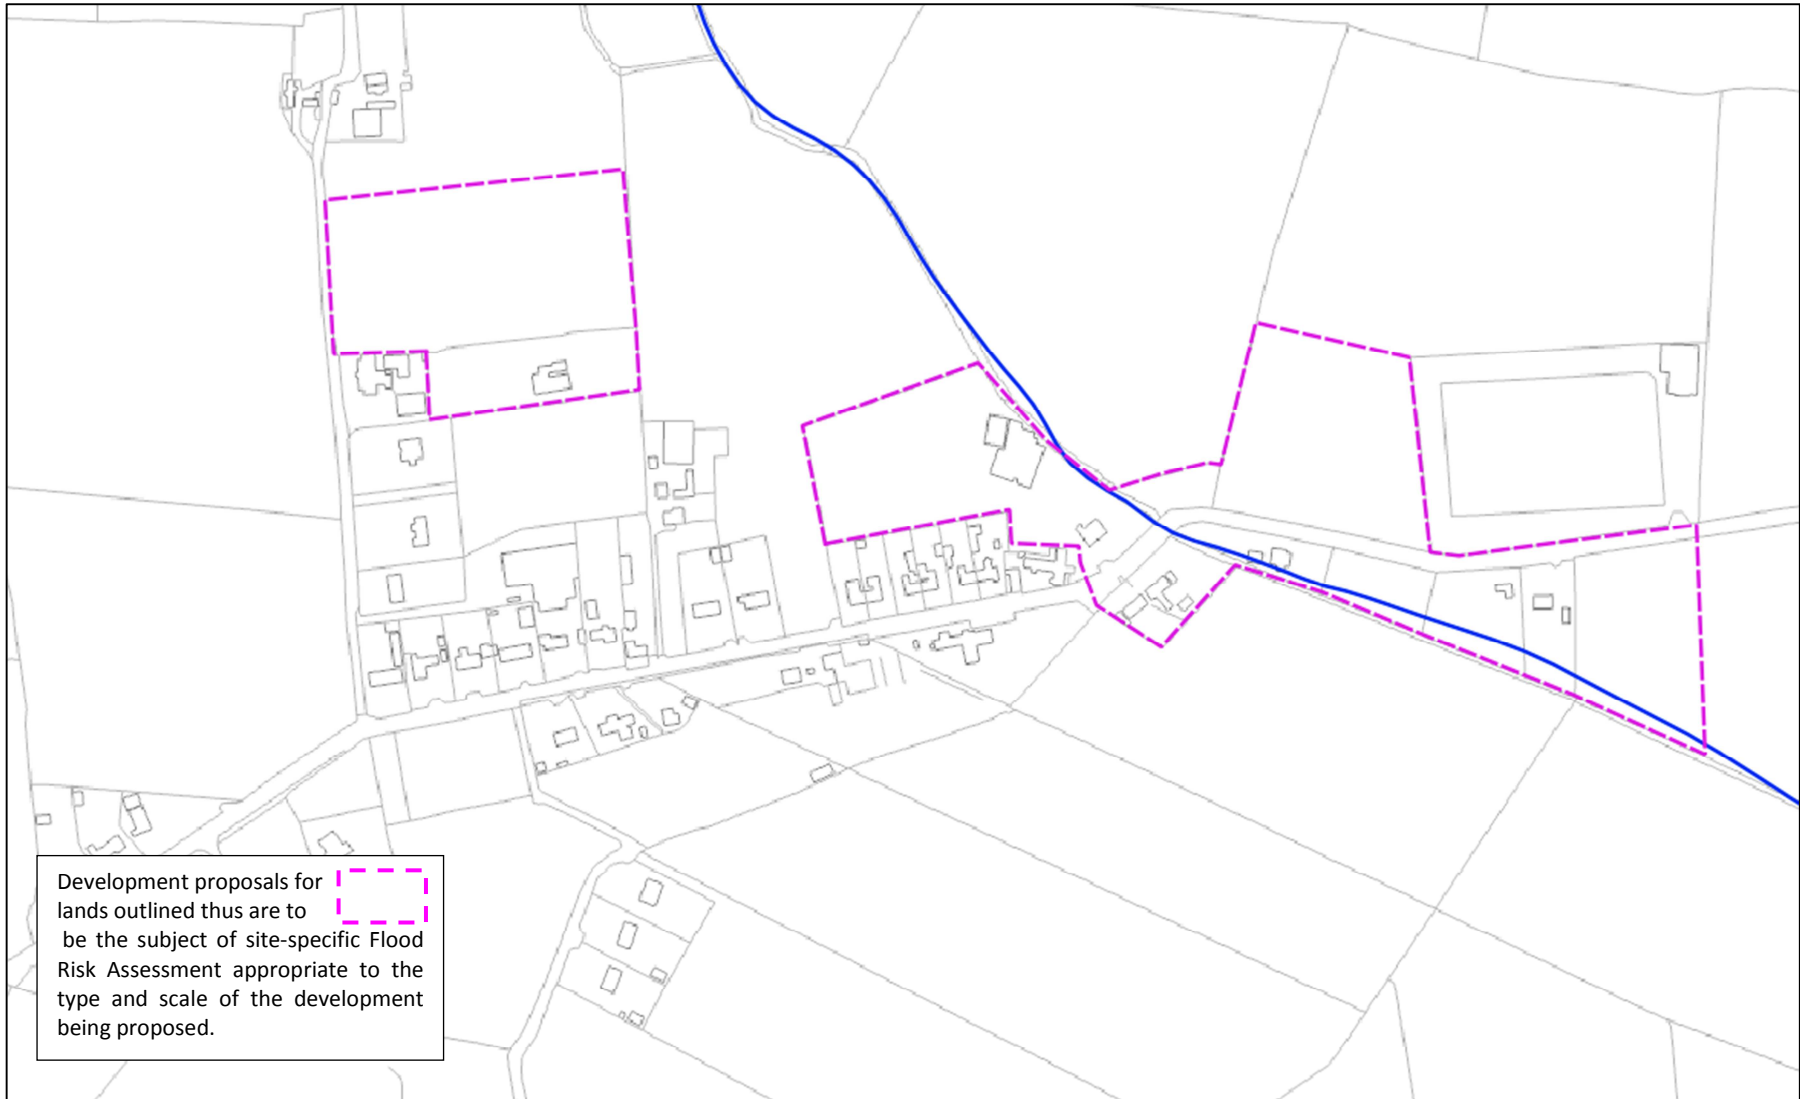 Development proposals for
lands outlined thus are to
be the subject of site-specific Flood
Risk Assessment appropriate to the
type and scale of the development
being proposed.